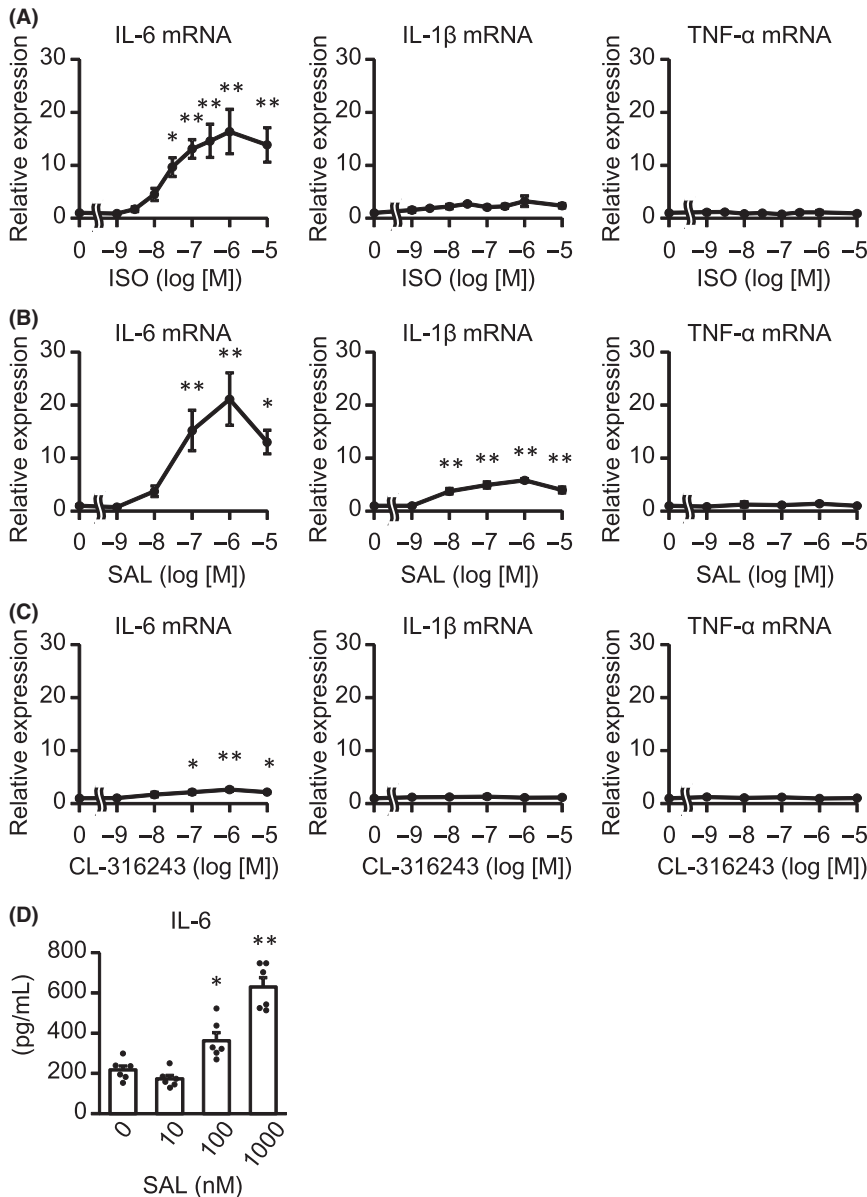 (A)
IL-6 mRNA IL-1β mRNA TNF-α mRNA
Relative expression Relative expression Relative expression
30 30 30
* ** ** ** **
20 20 20
10 10 10
0 0 0
0 −9 −8 −7 −6 −5 0 −9 −8 −7 −6 −5 0 −9 −8 −7 −6 −5
ISO (log [M]) ISO (log [M]) ISO (log [M])
(B)
IL-6 mRNA IL-1β mRNA TNF-α mRNA
Relative expression Relative expression Relative expression
30 30 30
** ** *
20 20 20
** ** ** **
10 10 10
0 0 0
0 −9 −8 −7 −6 −5 0 −9 −8 −7 −6 −5 0 −9 −8 −7 −6 −5
SAL (log [M]) SAL (log [M]) SAL (log [M])
(C)
IL-6 mRNA IL-1β mRNA TNF-α mRNA
Relative expression Relative expression Relative expression
30 30 30
20 20 20
10 10 10
* ** *
0 0 0
0 −9 −8 −7 −6 −5 0 −9 −8 −7 −6 −5 0 −9 −8 −7 −6 −5
CL-316243 (log [M]) CL-316243 (log [M]) CL-316243 (log [M])
(D)
IL-6
(pg/mL)
**
800
*
600
400
200
0
0 10 100 1000
SAL (nM)